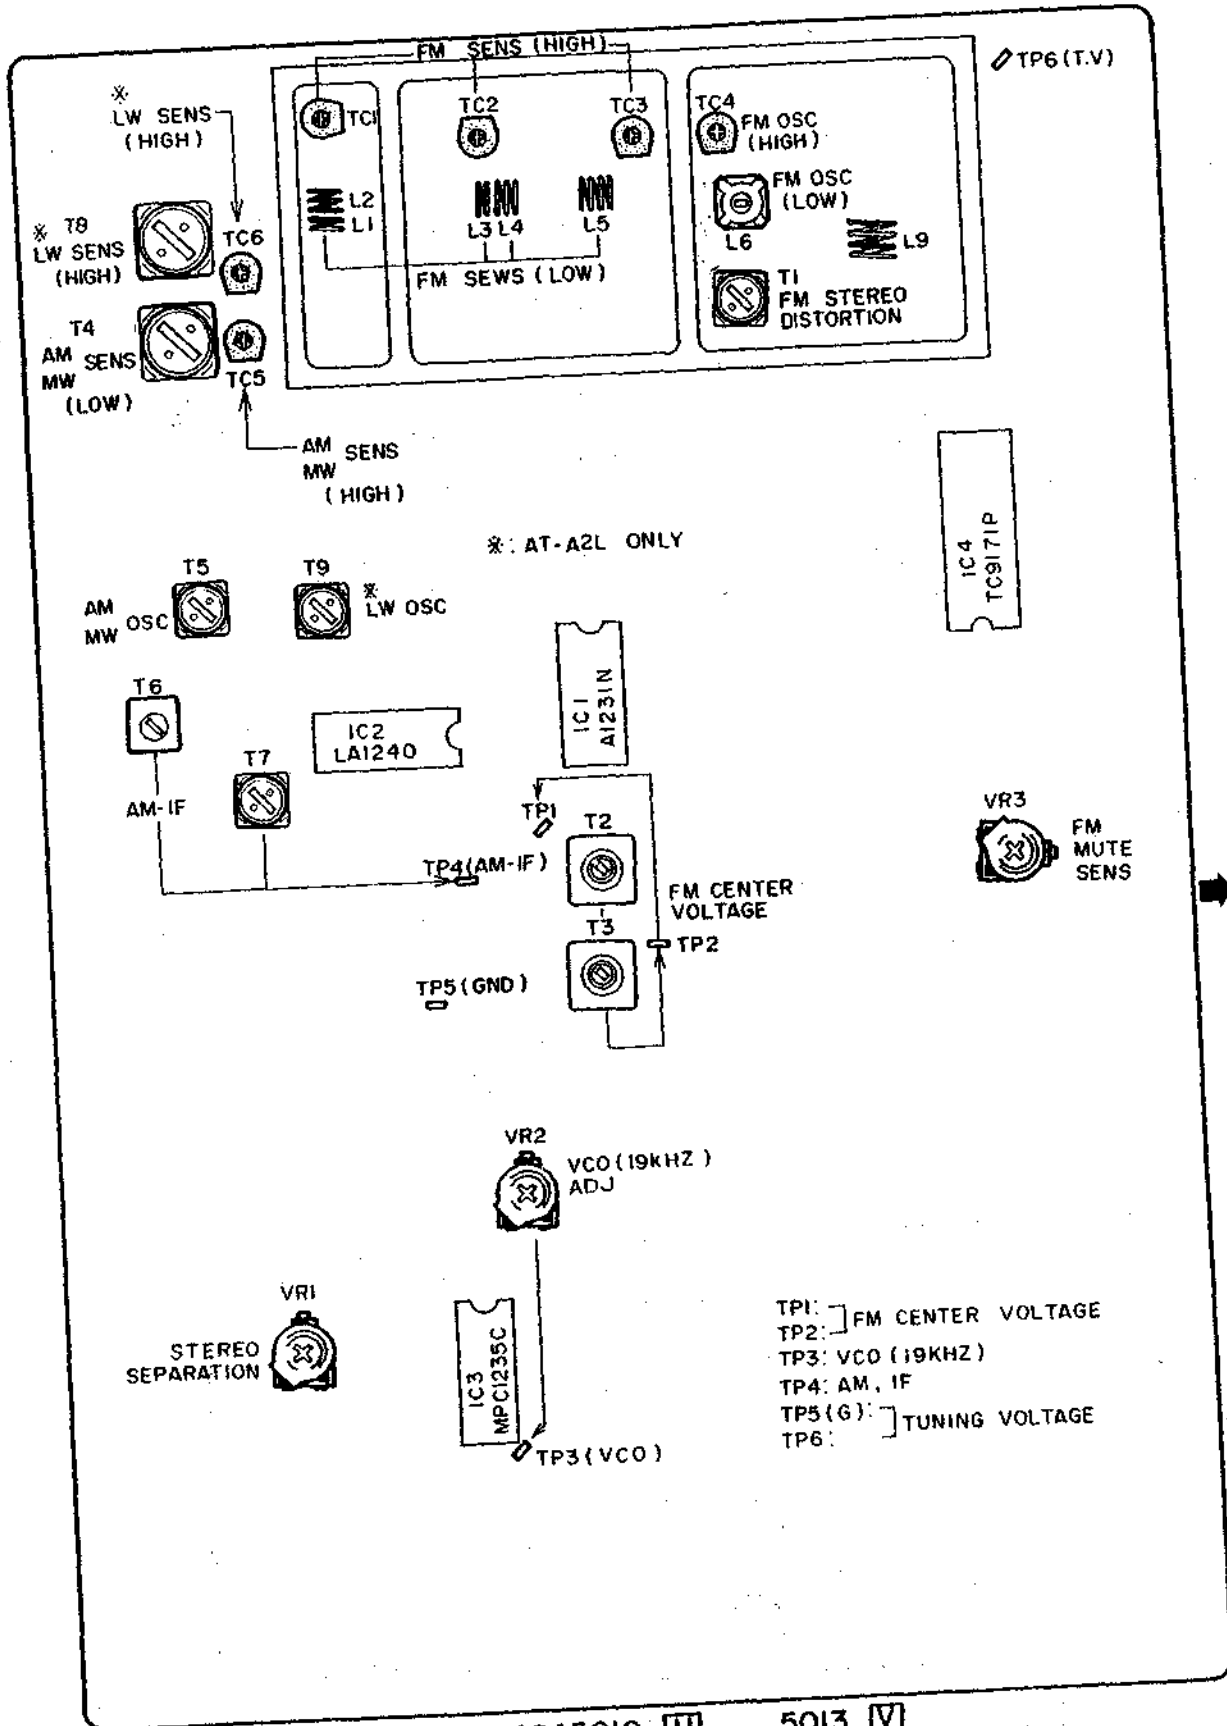 FM SENS (HIGH)
TP6 (T.V)
※
LW SENS
(HIGH)
TC1
TC2
TC3
TC4
FM OSC
(HIGH)
L2
L1
L3 L4
L5
FM OSC
(LOW)
L6
L9
FM SEWS (LOW)
T1
FM STEREO
DISTORTION
※ T8
LW SENS
(HIGH)
TC6
T4
AM
MW SENS
(LOW)
TC5
AM
MW SENS
(HIGH)
※: AT-A2L ONLY
IC4
TC9171P
T5
AM
MW OSC
T9
※
LW OSC
T6
IC2
LA1240
IC1
A1231N
T7
AM-IF
TP1
T2
VR3
FM
MUTE
SENS
TP4 (AM-IF)
FM CENTER
VOLTAGE
T3
TP2
TP5 (GND)
VR2
VCO (19KHZ)
ADJ
VR1
STEREO
SEPARATION
IC3
MPC1235C
TP3 (VCO)
TP1:
TP2: FM CENTER VOLTAGE
TP3: VCO (19KHZ)
TP4: AM, IF
TP5(G):
TP6: TUNING VOLTAGE
5013 V